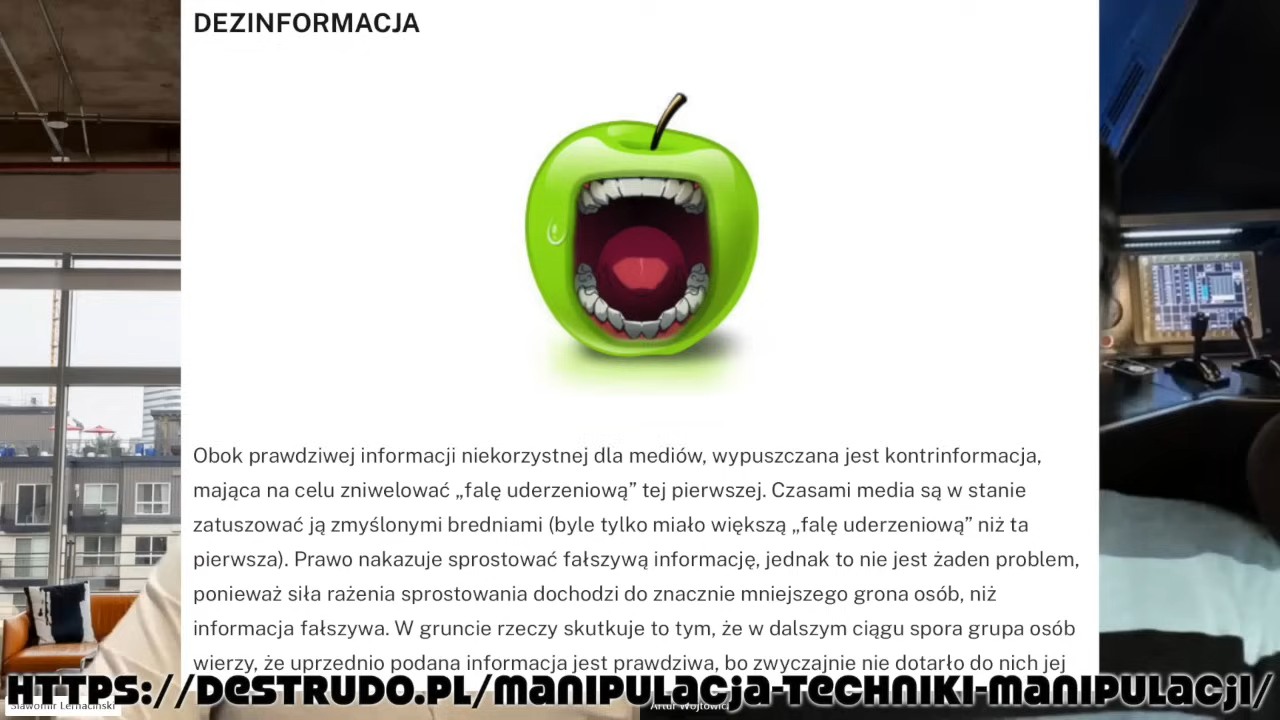 DEZINFORMACJA
Obok prawdziwej informacji niekorzystnej dla mediów, wypuszczana jest kontrinformacja,
mająca na celu zniwelować „falę uderzeniową” tej pierwszej. Czasami media są w stanie
zatuszować ją zmyślonymi bredniami (byle tylko miało większą „falę uderzeniową” niż ta
pierwsza). Prawo nakazuje sprostować fałszywą informację, jednak to nie jest żaden problem,
ponieważ siła rażenia sprostowania dochodzi do znacznie mniejszego grona osób, niż
informacja fałszywa. W gruncie rzeczy skutkuje to tym, że w dalszym ciągu spora grupa osób
wierzy, że uprzednio podana informacja jest prawdziwa, bo zwyczajnie nie dotarło do nich jej
HTTPS://DESTRUDO.PL/MANIPULACJA-TECHNIKI-MANIPULACJI/
Sławomir Lernaciński
Artur Wojtowicz